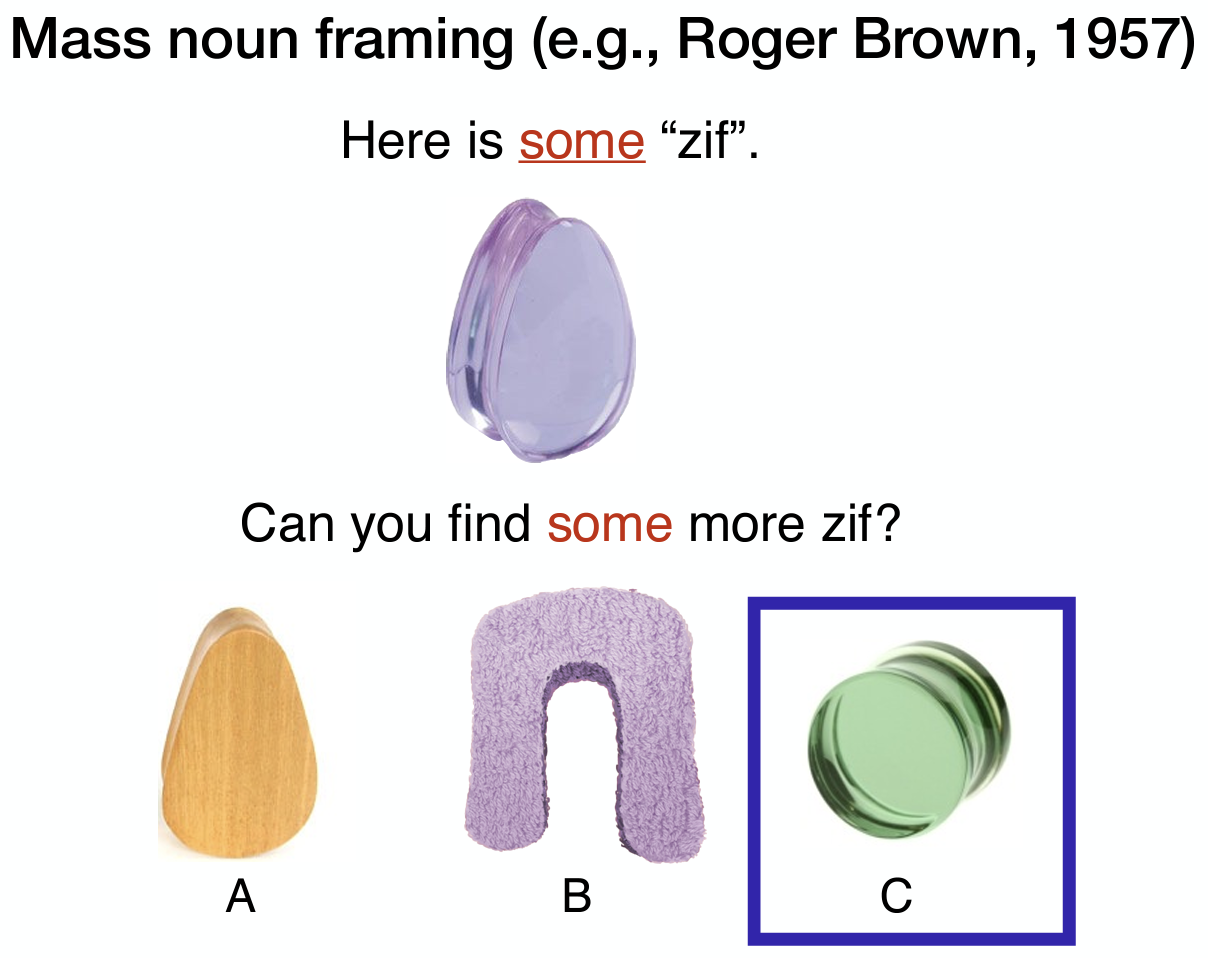 Mass noun framing (e.g., Roger Brown, 1957)
Here is some “zif”.
Can you find some more zif?
A
B
C